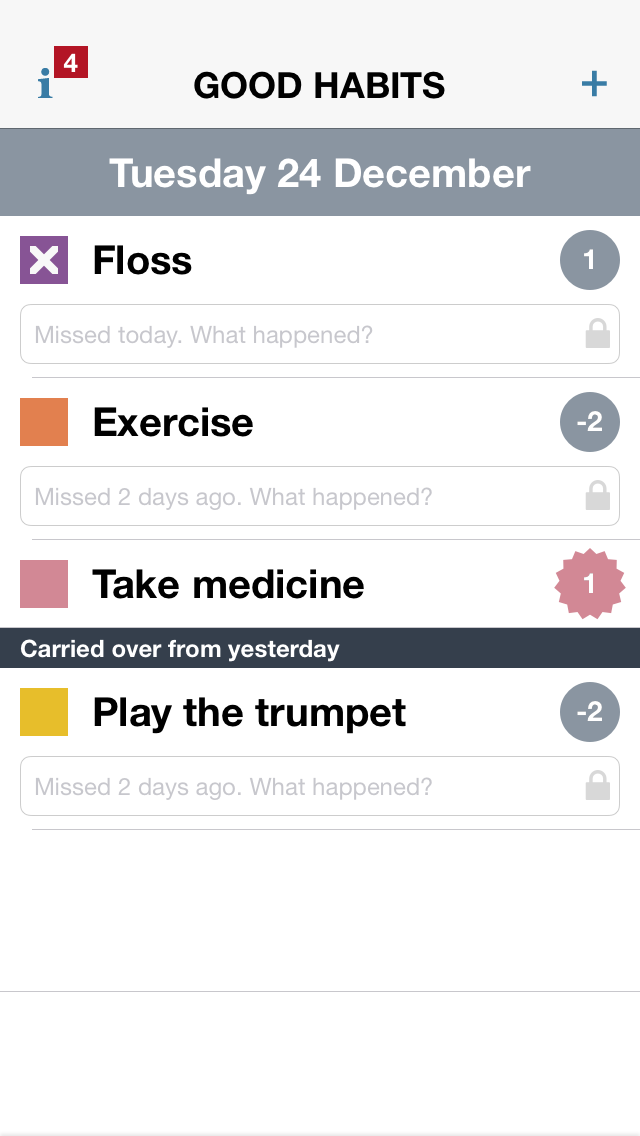 4
i
GOOD HABITS
+
Tuesday 24 December
Floss
1
Missed today. What happened?
Exercise
-2
Missed 2 days ago. What happened?
Take medicine
1
Carried over from yesterday
Play the trumpet
-2
Missed 2 days ago. What happened?